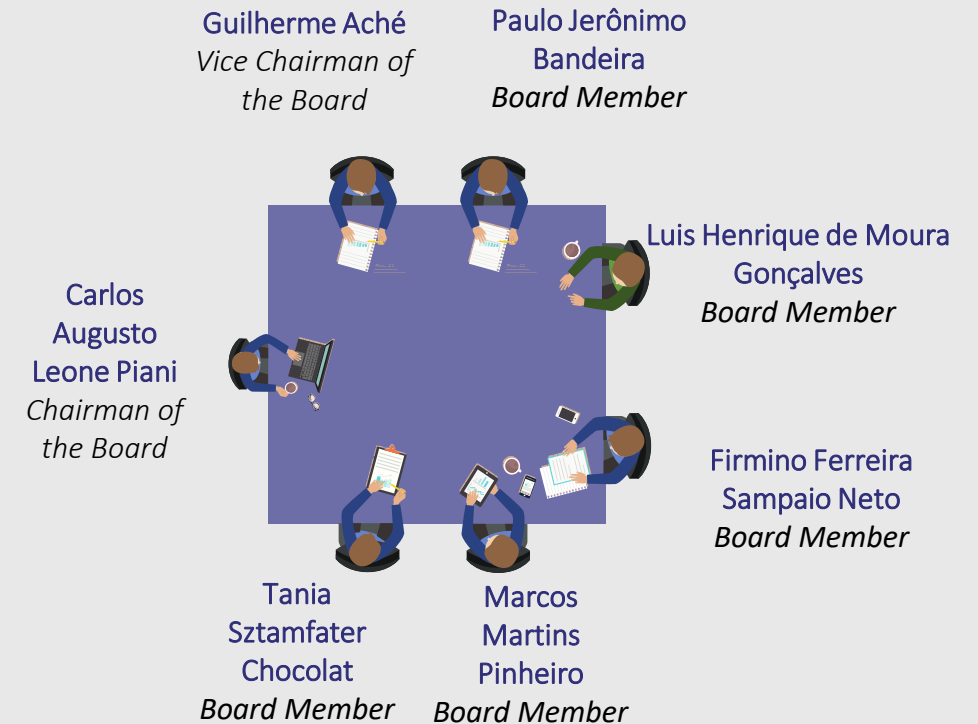 Guilherme Aché
Vice Chairman of
the Board
Paulo Jerônimo
Bandeira
Board Member
Luis Henrique de Moura
Gonçalves
Board Member
Carlos
Augusto
Leone Piani
Chairman of
the Board
Firmino Ferreira
Sampaio Neto
Board Member
Tania
Sztamfater
Chocolat
Board Member
Marcos
Martins
Pinheiro
Board Member